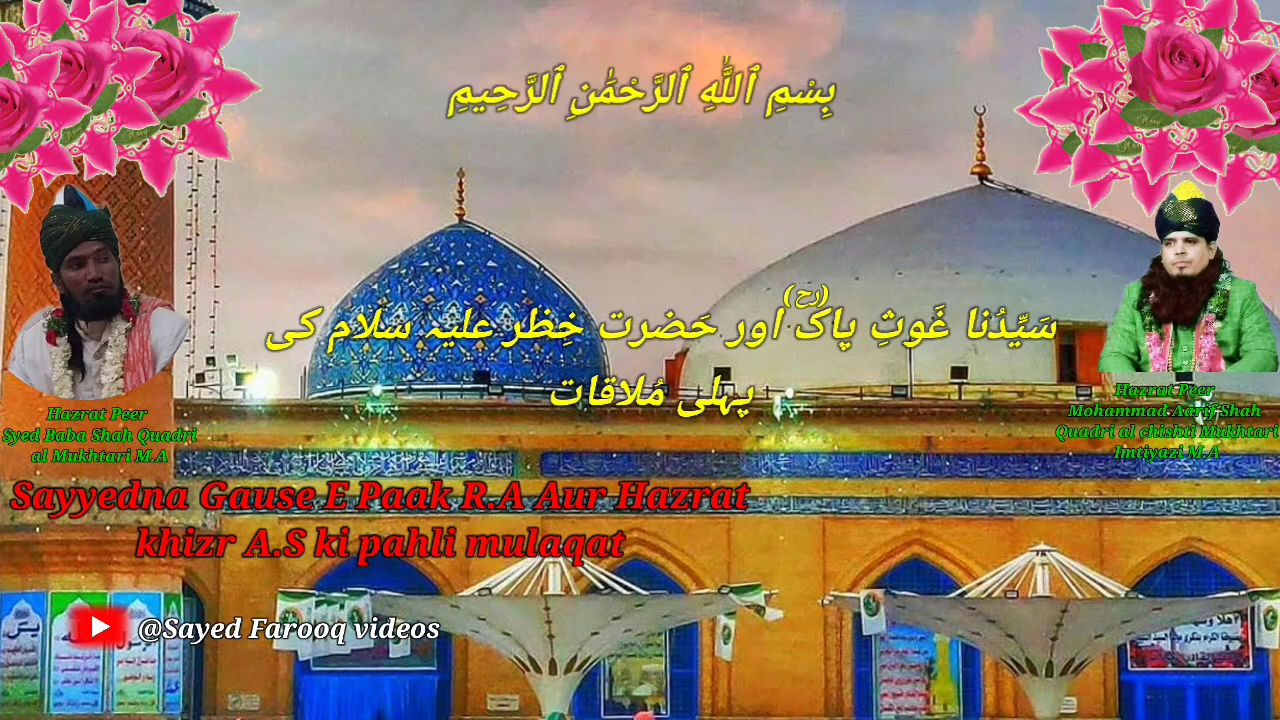 بِسْمِ ٱللَّٰهِ ٱلرَّحْمَٰنِ ٱلرَّحِيمِ
(رح)
سَیِّدُنا غَوثِ پاک اور حَضرت خِظر علیہ سلام کی
پہلی مُلاقات
Hazrat Peer
Syed Baba Shah Quadri
al Mukhtari M.A
Hazrat Peer
Mohammad Aarif Shah
Quadri al chishti Mukhtari
Imtiyazi M.A
Sayyedna Gause E Paak R.A Aur Hazrat
khizr A.S ki pahli mulaqat
@Sayed Farooq videos